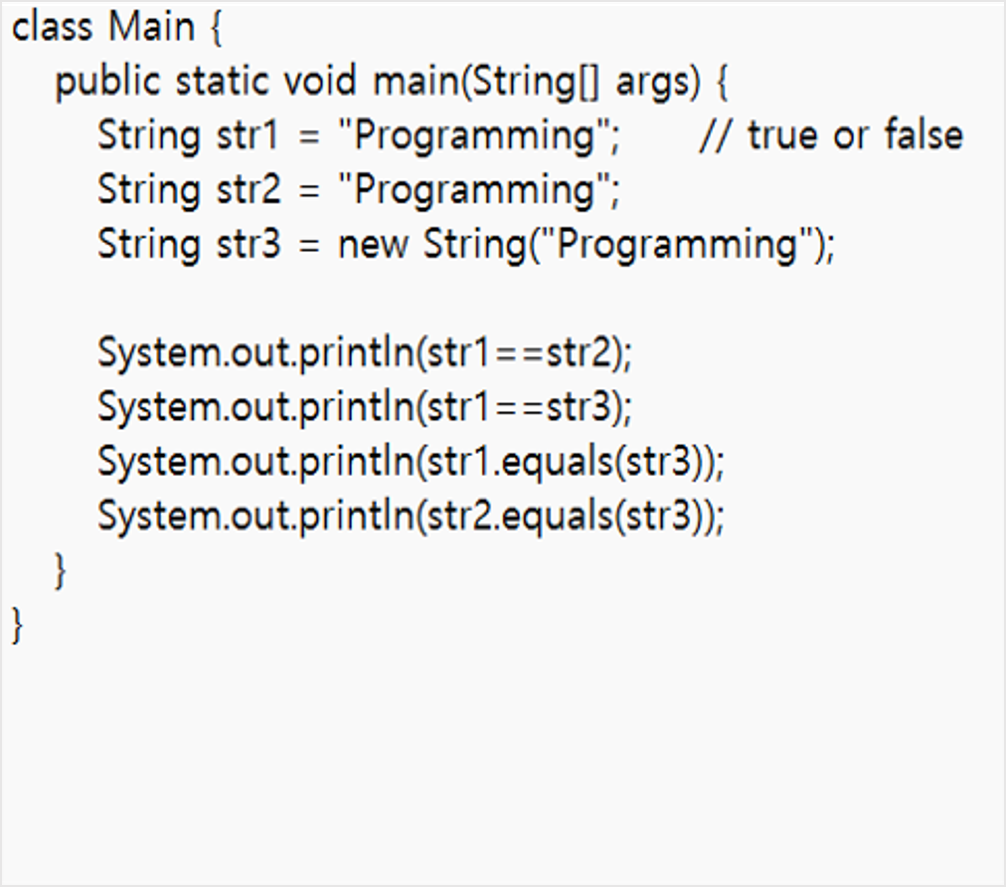 class Main {
public static void main(String[] args) {
String str1 = "Programming"; // true or false
String str2 = "Programming";
String str3 = new String("Programming");
System.out.println(str1==str2);
System.out.println(str1==str3);
System.out.println(str1.equals(str3));
System.out.println(str2.equals(str3));
}
}